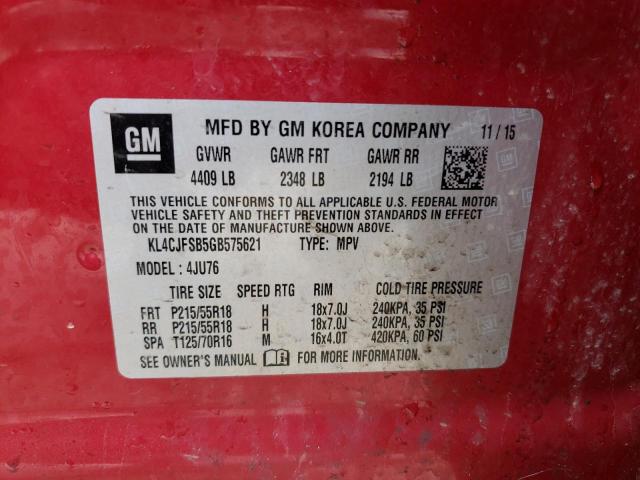 GM MFD BY GM KOREA COMPANY 11/15
GVWR GAWR FRT GAWR RR
4409 LB 2348 LB 2194 LB
THIS VEHICLE CONFORMS TO ALL APPLICABLE U.S. FEDERAL MOTOR
VEHICLE SAFETY AND THEFT PREVENTION STANDARDS IN EFFECT
ON THE DATE OF MANUFACTURE SHOWN ABOVE.
KL4CJFSB5GB575621 TYPE: MPV
MODEL: 4JU76
TIRE SIZE SPEED RTG RIM COLD TIRE PRESSURE
FRT P215/55R18 H 18x7.0J 240KPA, 35 PSI
RR P215/55R18 H 18x7.0J 240KPA, 35 PSI
SPA T125/70R16 M 16x4.0T 420KPA, 60 PSI
SEE OWNER'S MANUAL FOR MORE INFORMATION.